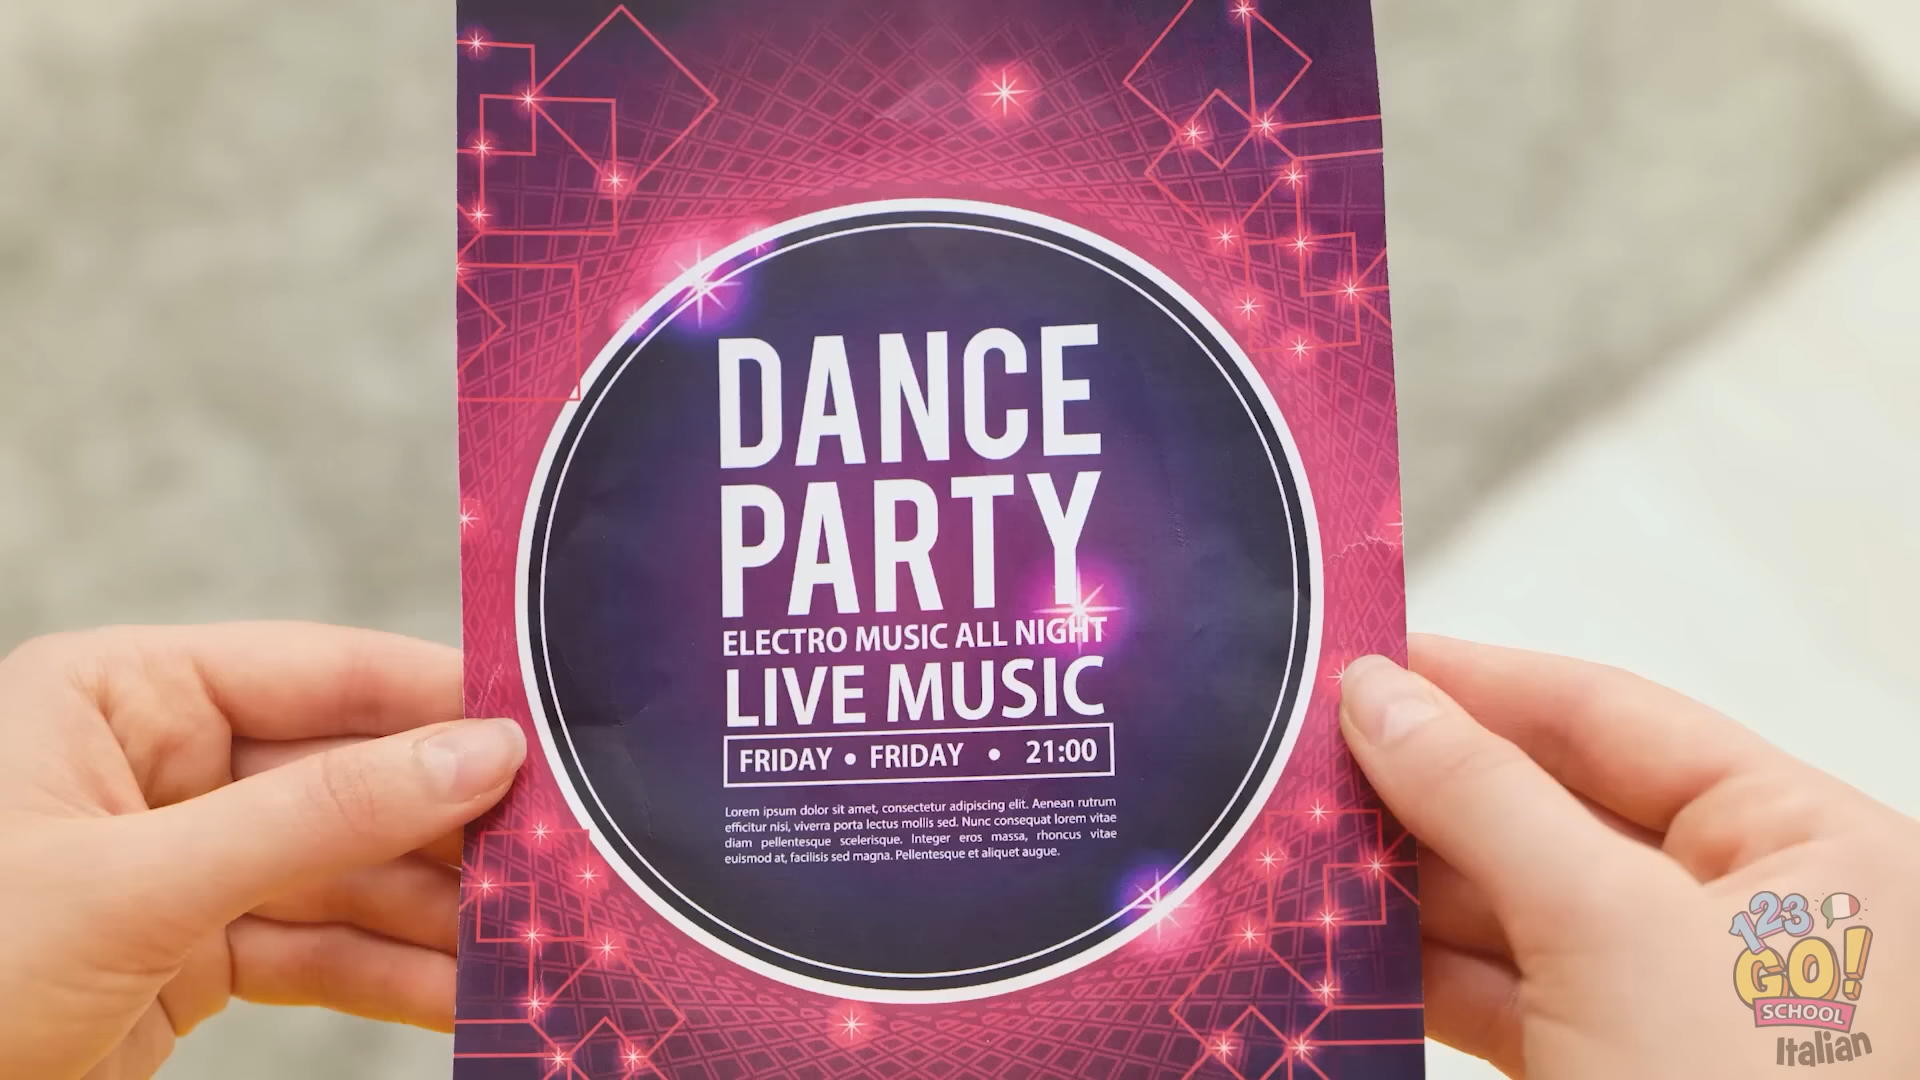 DANCE
PARTY
ELECTRO MUSIC ALL NIGHT
LIVE MUSIC
FRIDAY • FRIDAY • 21:00
Lorem ipsum dolor sit amet, consectetur adipiscing elit. Aenean rutrum
efficitur nisi, viverra porta lectus mollis sed. Nunc consequat lorem vitae
diam pellentesque scelerisque. Integer eros massa, rhoncus vitae
euismod at, facilisis sed magna. Pellentesque et aliquet augue.
123
GO!
SCHOOL
Italian